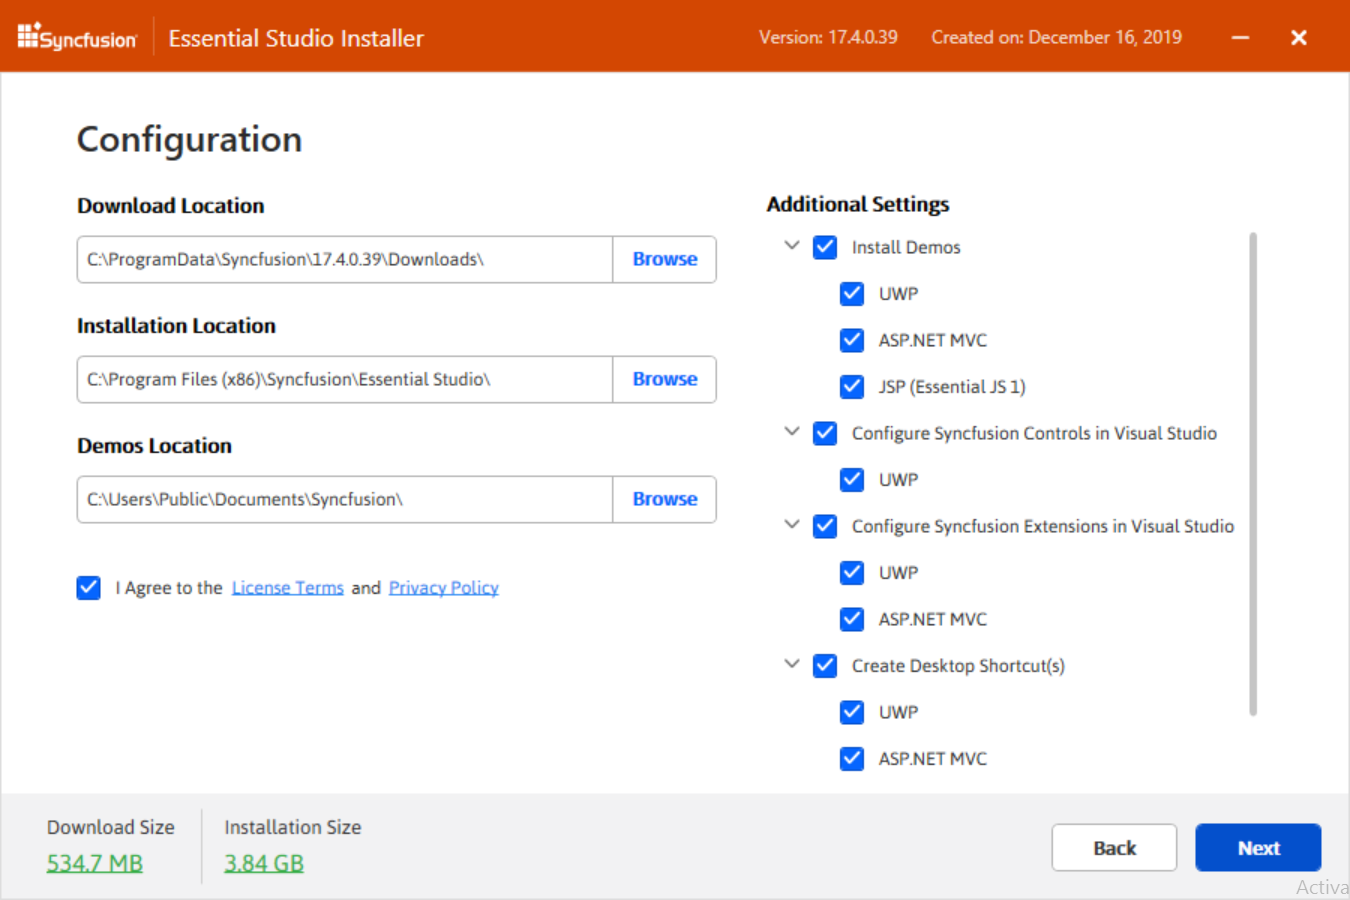 Syncfusion
Essential Studio Installer
Version: 17.4.0.39
Created on: December 16, 2019
Configuration
Download Location
C:\ProgramData\Syncfusion\17.4.0.39\Downloads\
Browse
Installation Location
C:\Program Files (x86)\Syncfusion\Essential Studio\
Browse
Demos Location
C:\Users\Public\Documents\Syncfusion\
Browse
I Agree to the License Terms and Privacy Policy
Additional Settings
Install Demos
UWP
ASP.NET MVC
JSP (Essential JS 1)
Configure Syncfusion Controls in Visual Studio
UWP
Configure Syncfusion Extensions in Visual Studio
UWP
ASP.NET MVC
Create Desktop Shortcut(s)
UWP
ASP.NET MVC
Download Size
534.7 MB
Installation Size
3.84 GB
Back
Next
Activa